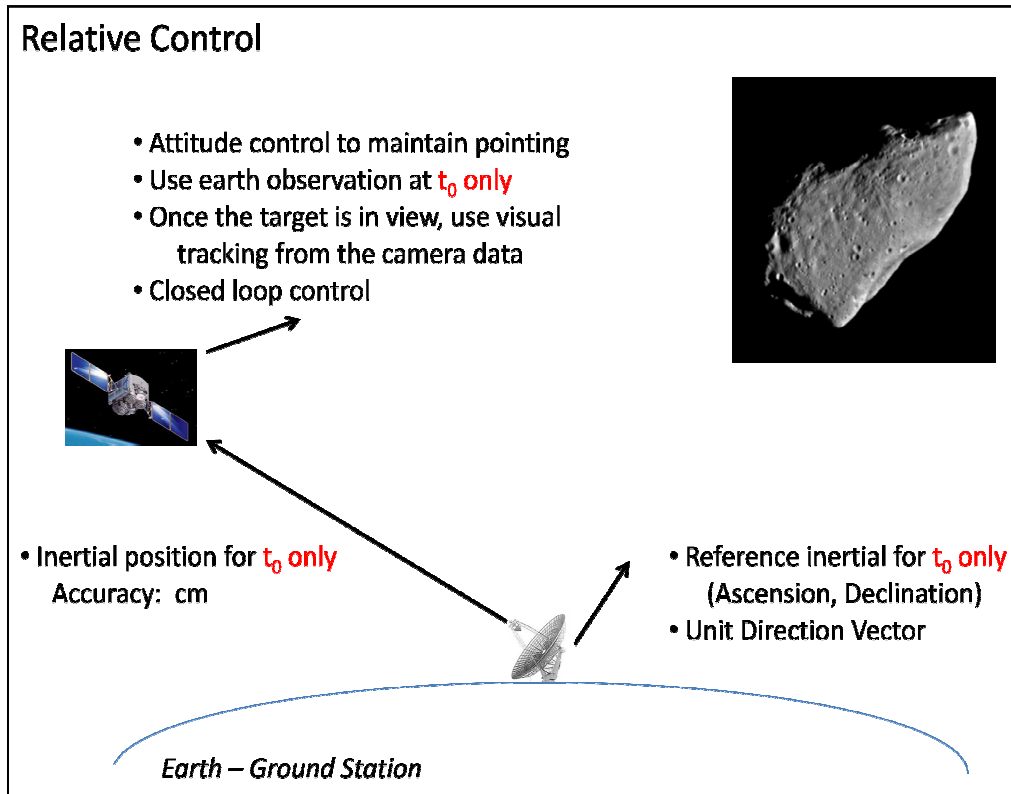 Relative Control
• Attitude control to maintain pointing
• Use earth observation at t₀ only
• Once the target is in view, use visual
tracking from the camera data
• Closed loop control
• Inertial position for t₀ only
Accuracy: cm
• Reference inertial for t₀ only
(Ascension, Declination)
• Unit Direction Vector
Earth – Ground Station